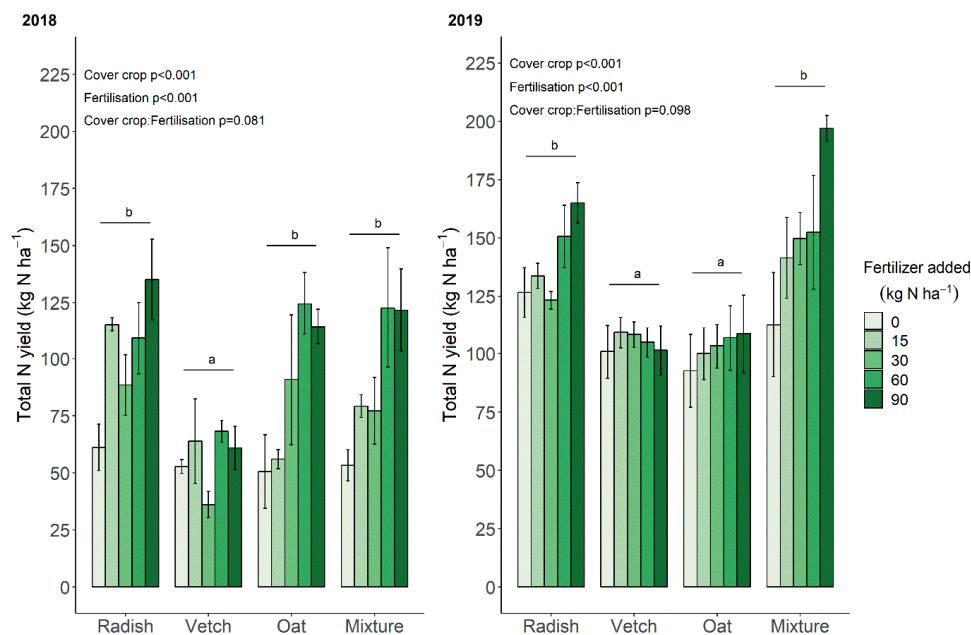 2018
Cover crop p<0.001
Fertilisation p<0.001
Cover crop:Fertilisation p=0.081
Total N yield (kg N ha⁻¹)
225
200
175
150
125
100
75
50
25
0
b
a
b
b
Radish Vetch Oat Mixture
2019
Cover crop p<0.001
Fertilisation p<0.001
Cover crop:Fertilisation p=0.098
Total N yield (kg N ha⁻¹)
225
200
175
150
125
100
75
50
25
0
b
a
a
b
Radish Vetch Oat Mixture
Fertilizer added
(kg N ha⁻¹)
0
15
30
60
90